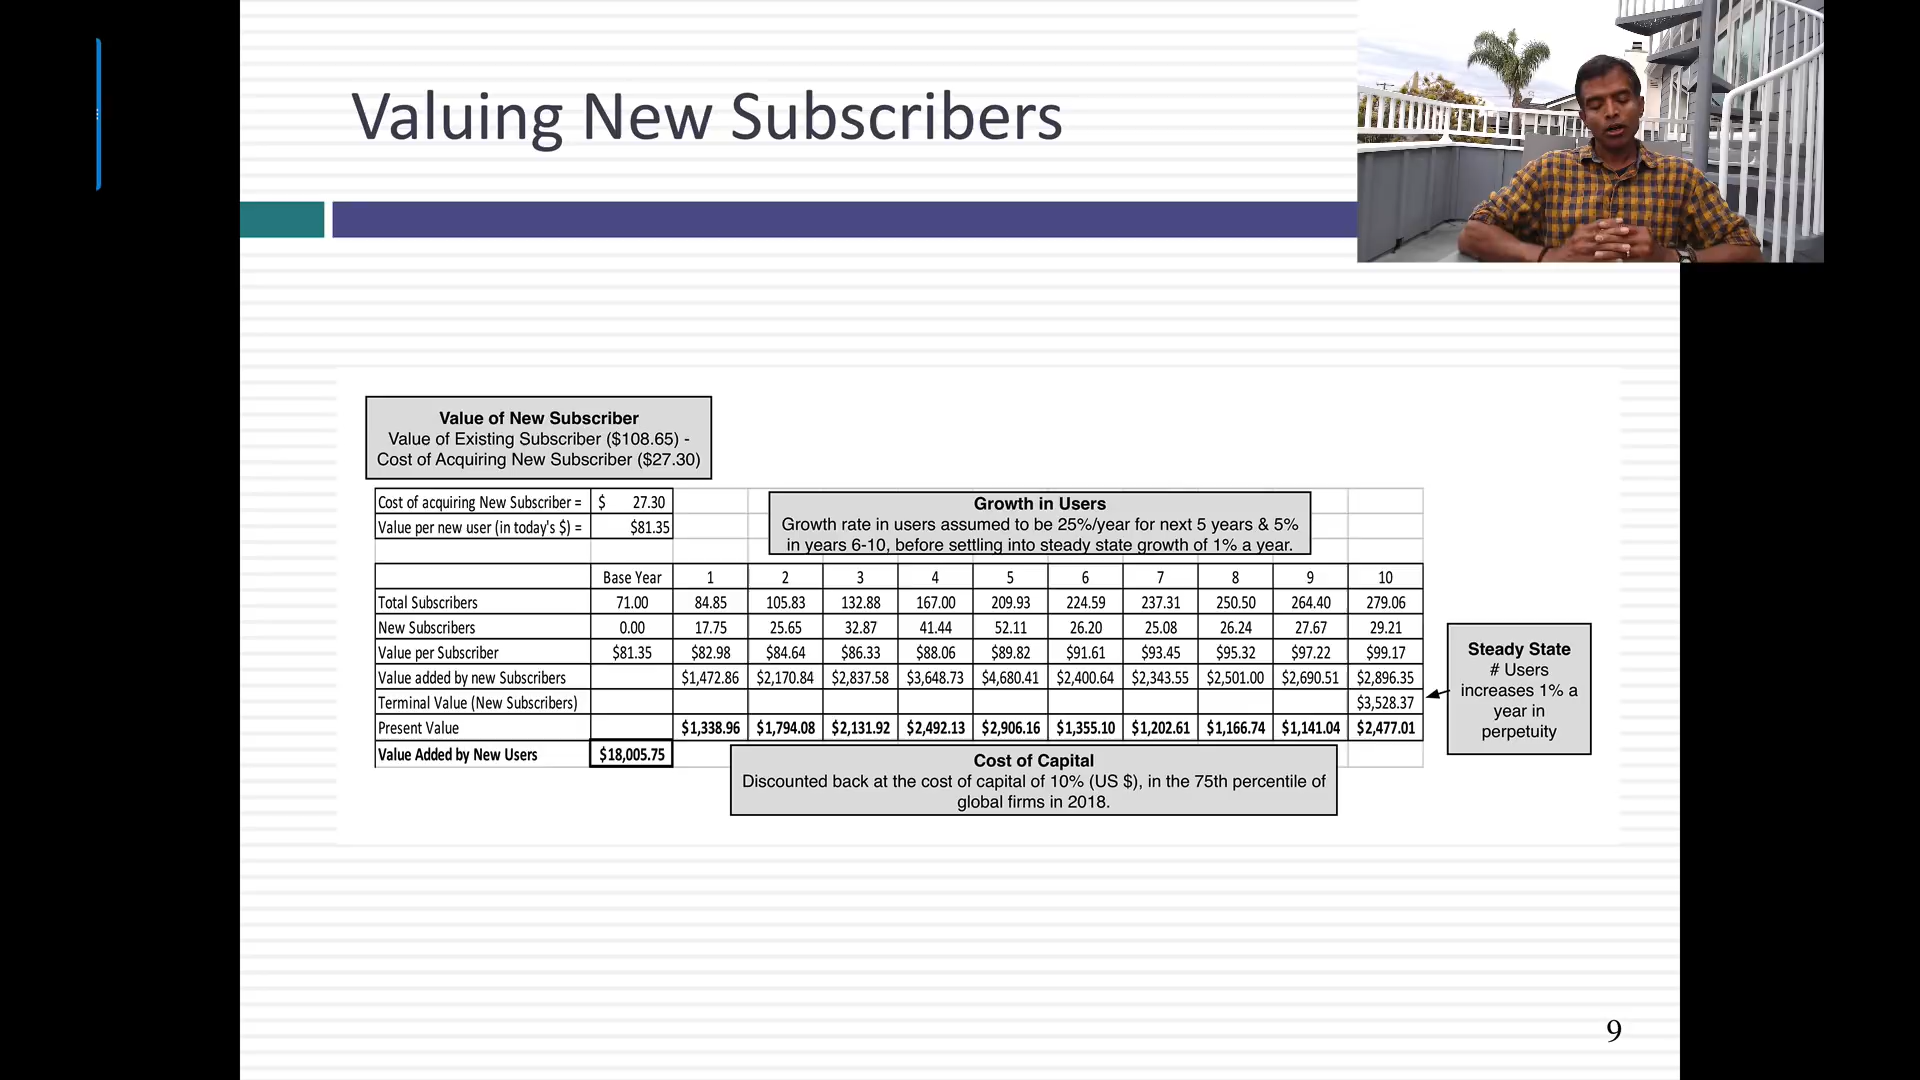 Valuing New Subscribers
Value of New Subscriber
Value of Existing Subscriber ($108.65) -
Cost of Acquiring New Subscriber ($27.30)
Cost of acquiring New Subscriber = $ 27.30
Value per new user (in today's $) = $81.35
Growth in Users
Growth rate in users assumed to be 25%/year for next 5 years & 5%
in years 6-10, before settling into steady state growth of 1% a year.
Base Year 1 2 3 4 5 6 7 8 9 10
Total Subscribers 71.00 84.85 105.83 132.88 167.00 209.93 224.59 237.31 250.50 264.40 279.06
New Subscribers 0.00 17.75 25.65 32.87 41.44 52.11 26.20 25.08 26.24 27.67 29.21
Value per Subscriber $81.35 $82.98 $84.64 $86.33 $88.06 $89.82 $91.61 $93.45 $95.32 $97.22 $99.17
Value added by new Subscribers $1,472.86 $2,170.84 $2,837.58 $3,648.73 $4,680.41 $2,400.64 $2,343.55 $2,501.00 $2,690.51 $2,896.35
Terminal Value (New Subscribers) $3,528.37
Present Value $1,338.96 $1,794.08 $2,131.92 $2,492.13 $2,906.16 $1,355.10 $1,202.61 $1,166.74 $1,141.04 $2,477.01
Value Added by New Users $18,005.75
Steady State
# Users
increases 1% a
year in
perpetuity
Cost of Capital
Discounted back at the cost of capital of 10% (US $), in the 75th percentile of
global firms in 2018.
9